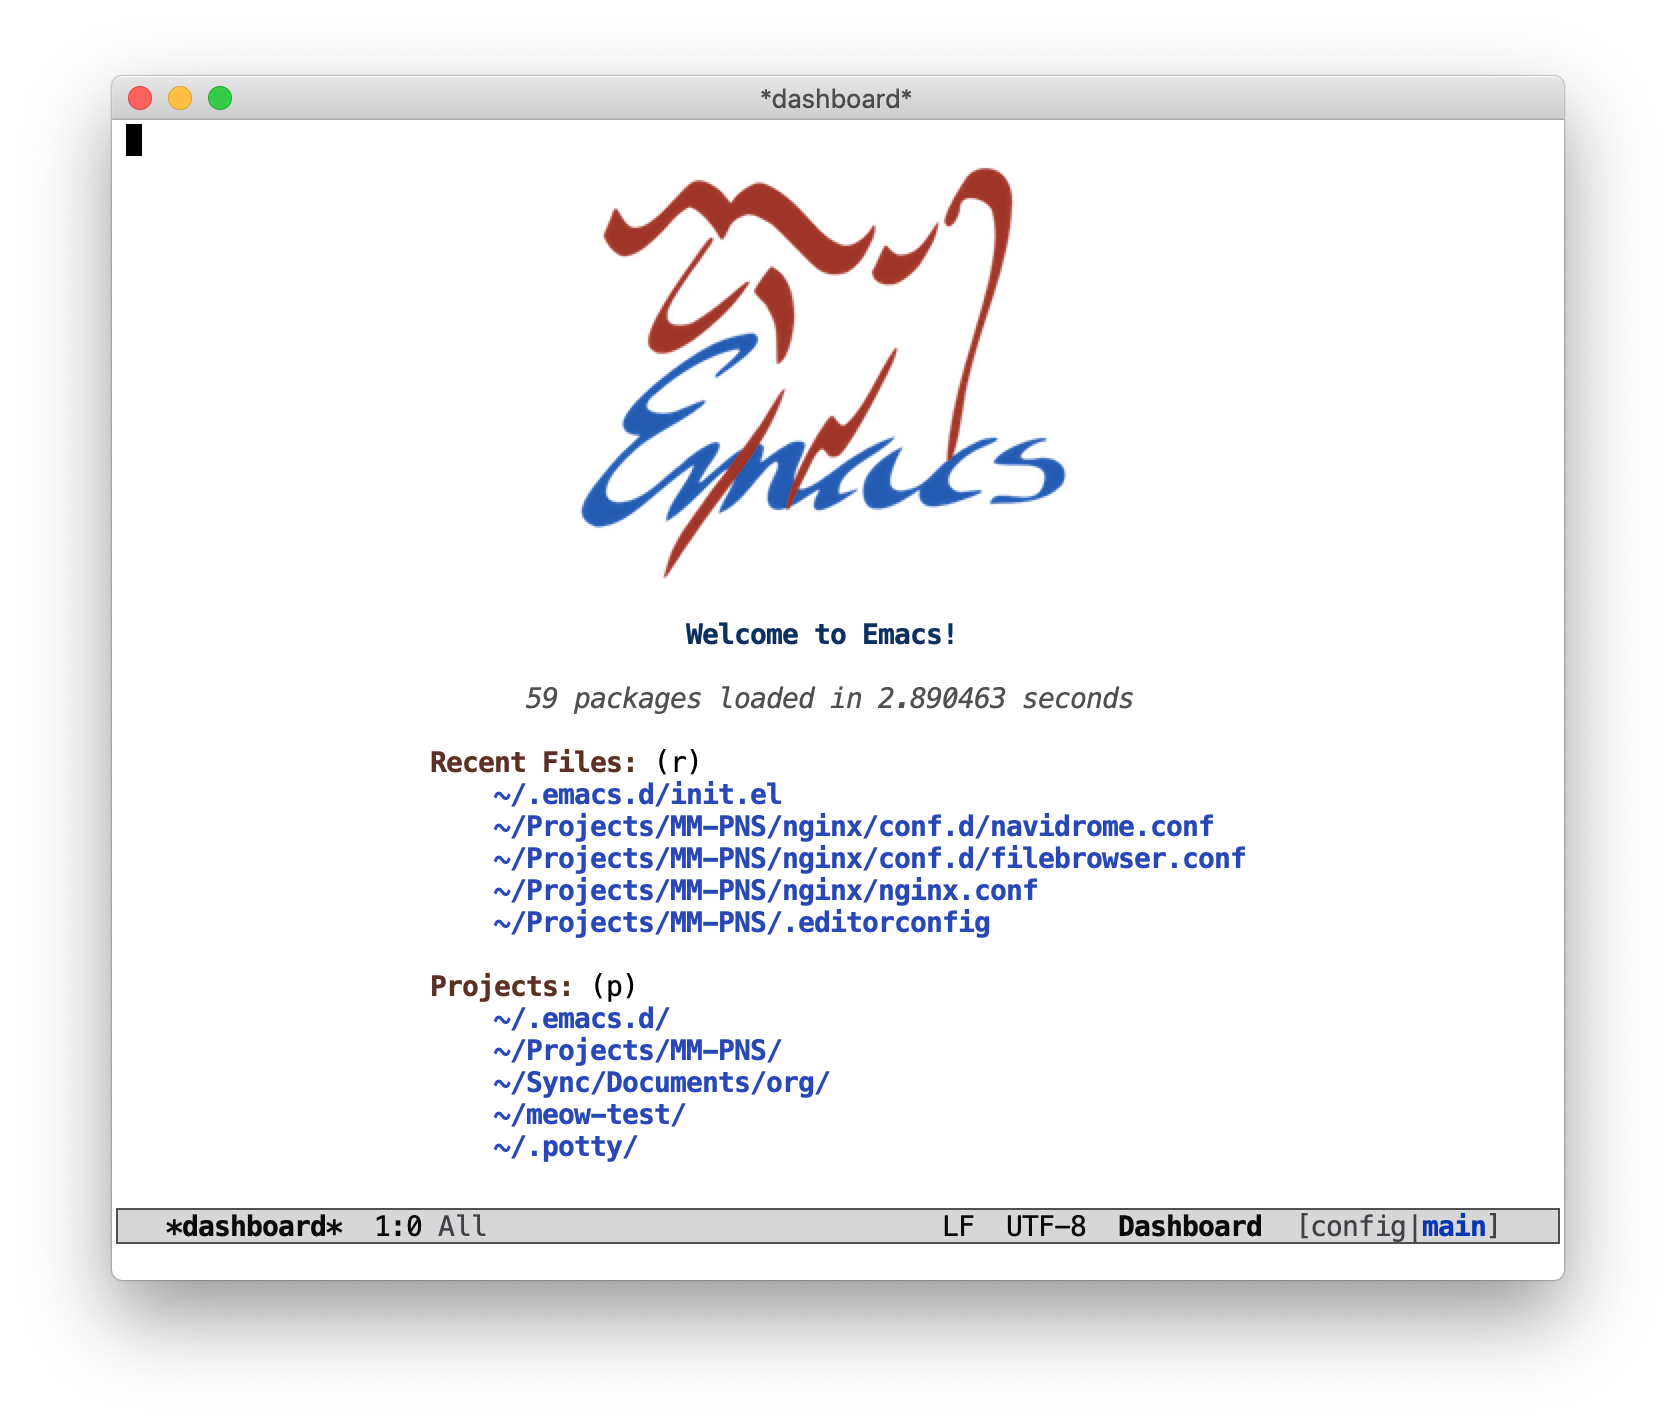 *dashboard*
Emacs
Welcome to Emacs!
59 packages loaded in 2.890463 seconds
Recent Files: (r)
~/.emacs.d/init.el
~/Projects/MM-PNS/nginx/conf.d/navidrome.conf
~/Projects/MM-PNS/nginx/conf.d/filebrowser.conf
~/Projects/MM-PNS/nginx/nginx.conf
~/Projects/MM-PNS/.editorconfig
Projects: (p)
~/.emacs.d/
~/Projects/MM-PNS/
~/Sync/Documents/org/
~/meow-test/
~/.potty/
*dashboard* 1:0 All LF UTF-8 Dashboard [config|main]